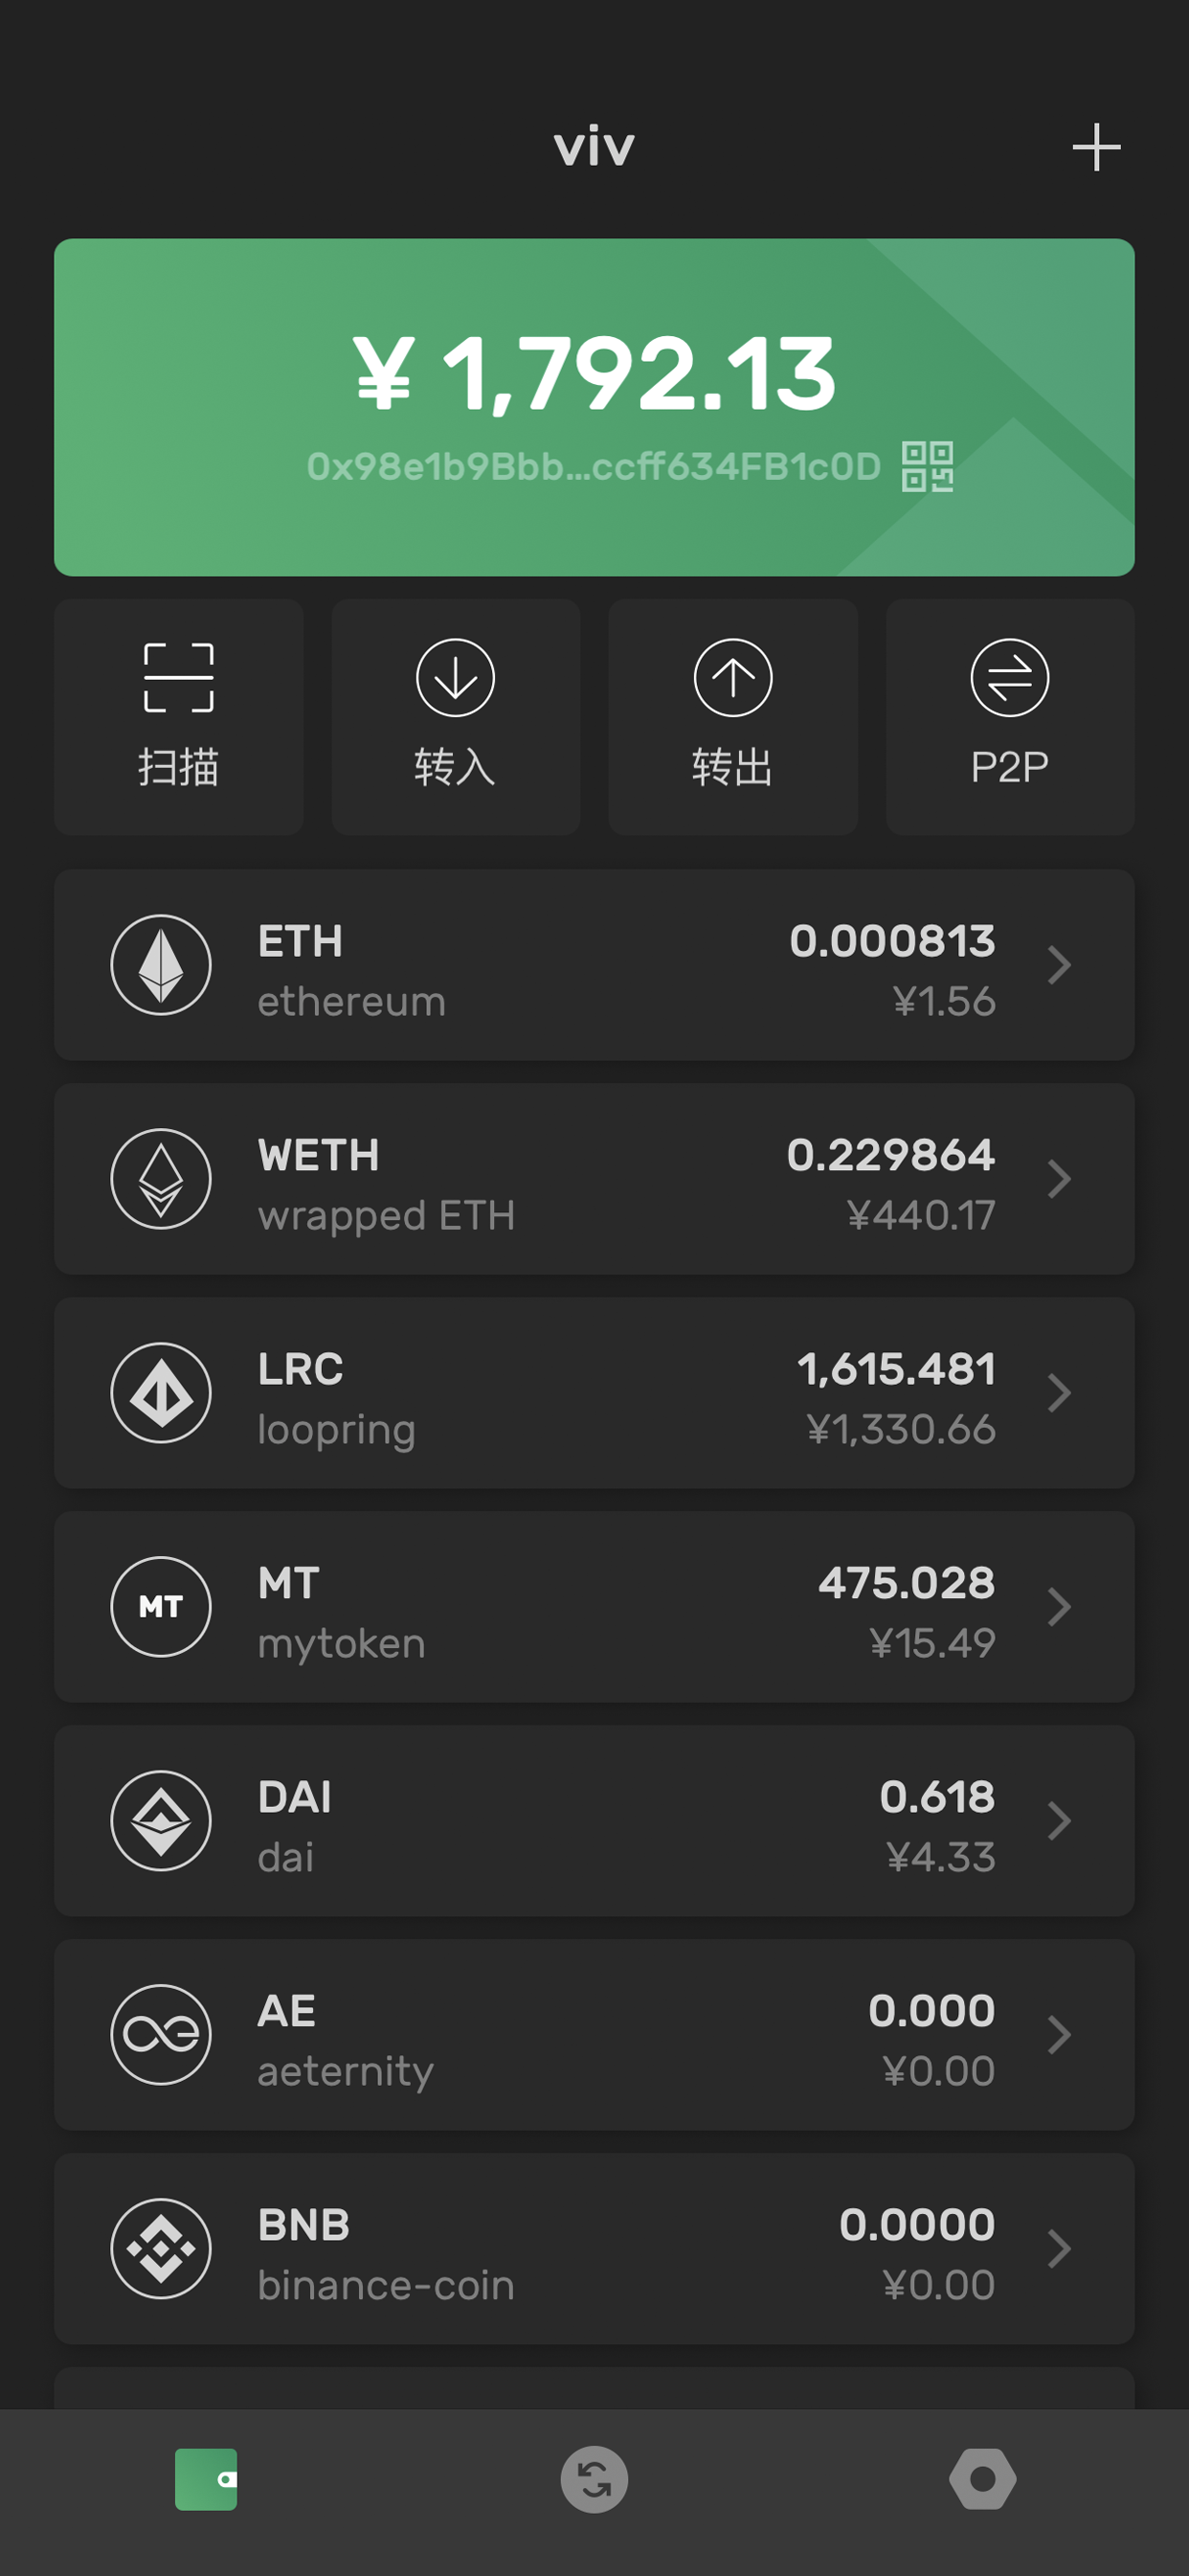 viv
¥ 1,792.13
0x98e1b9Bbb...ccff634FB1c0D
扫描
转入
转出
P2P
ETH
0.000813
ethereum
¥1.56
WETH
0.229864
wrapped ETH
¥440.17
LRC
1,615.481
loopring
¥1,330.66
MT
MT
475.028
mytoken
¥15.49
DAI
0.618
dai
¥4.33
AE
0.000
aeternity
¥0.00
BNB
0.0000
binance-coin
¥0.00